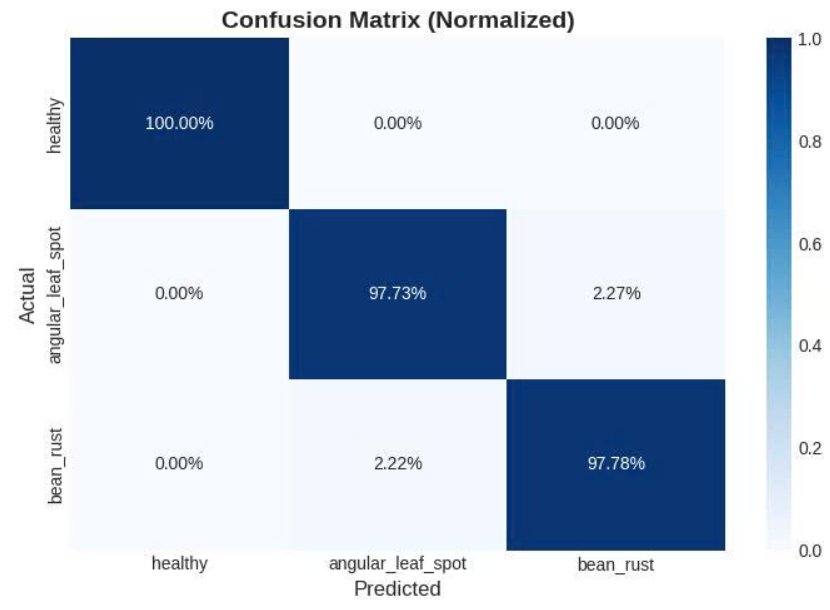 Confusion Matrix (Normalized)
healthy
100.00%
0.00%
0.00%
angular_leaf_spot
0.00%
97.73%
2.27%
bean_rust
0.00%
2.22%
97.78%
Actual
healthy
angular_leaf_spot
bean_rust
Predicted
1.0
0.8
0.6
0.4
0.2
0.0